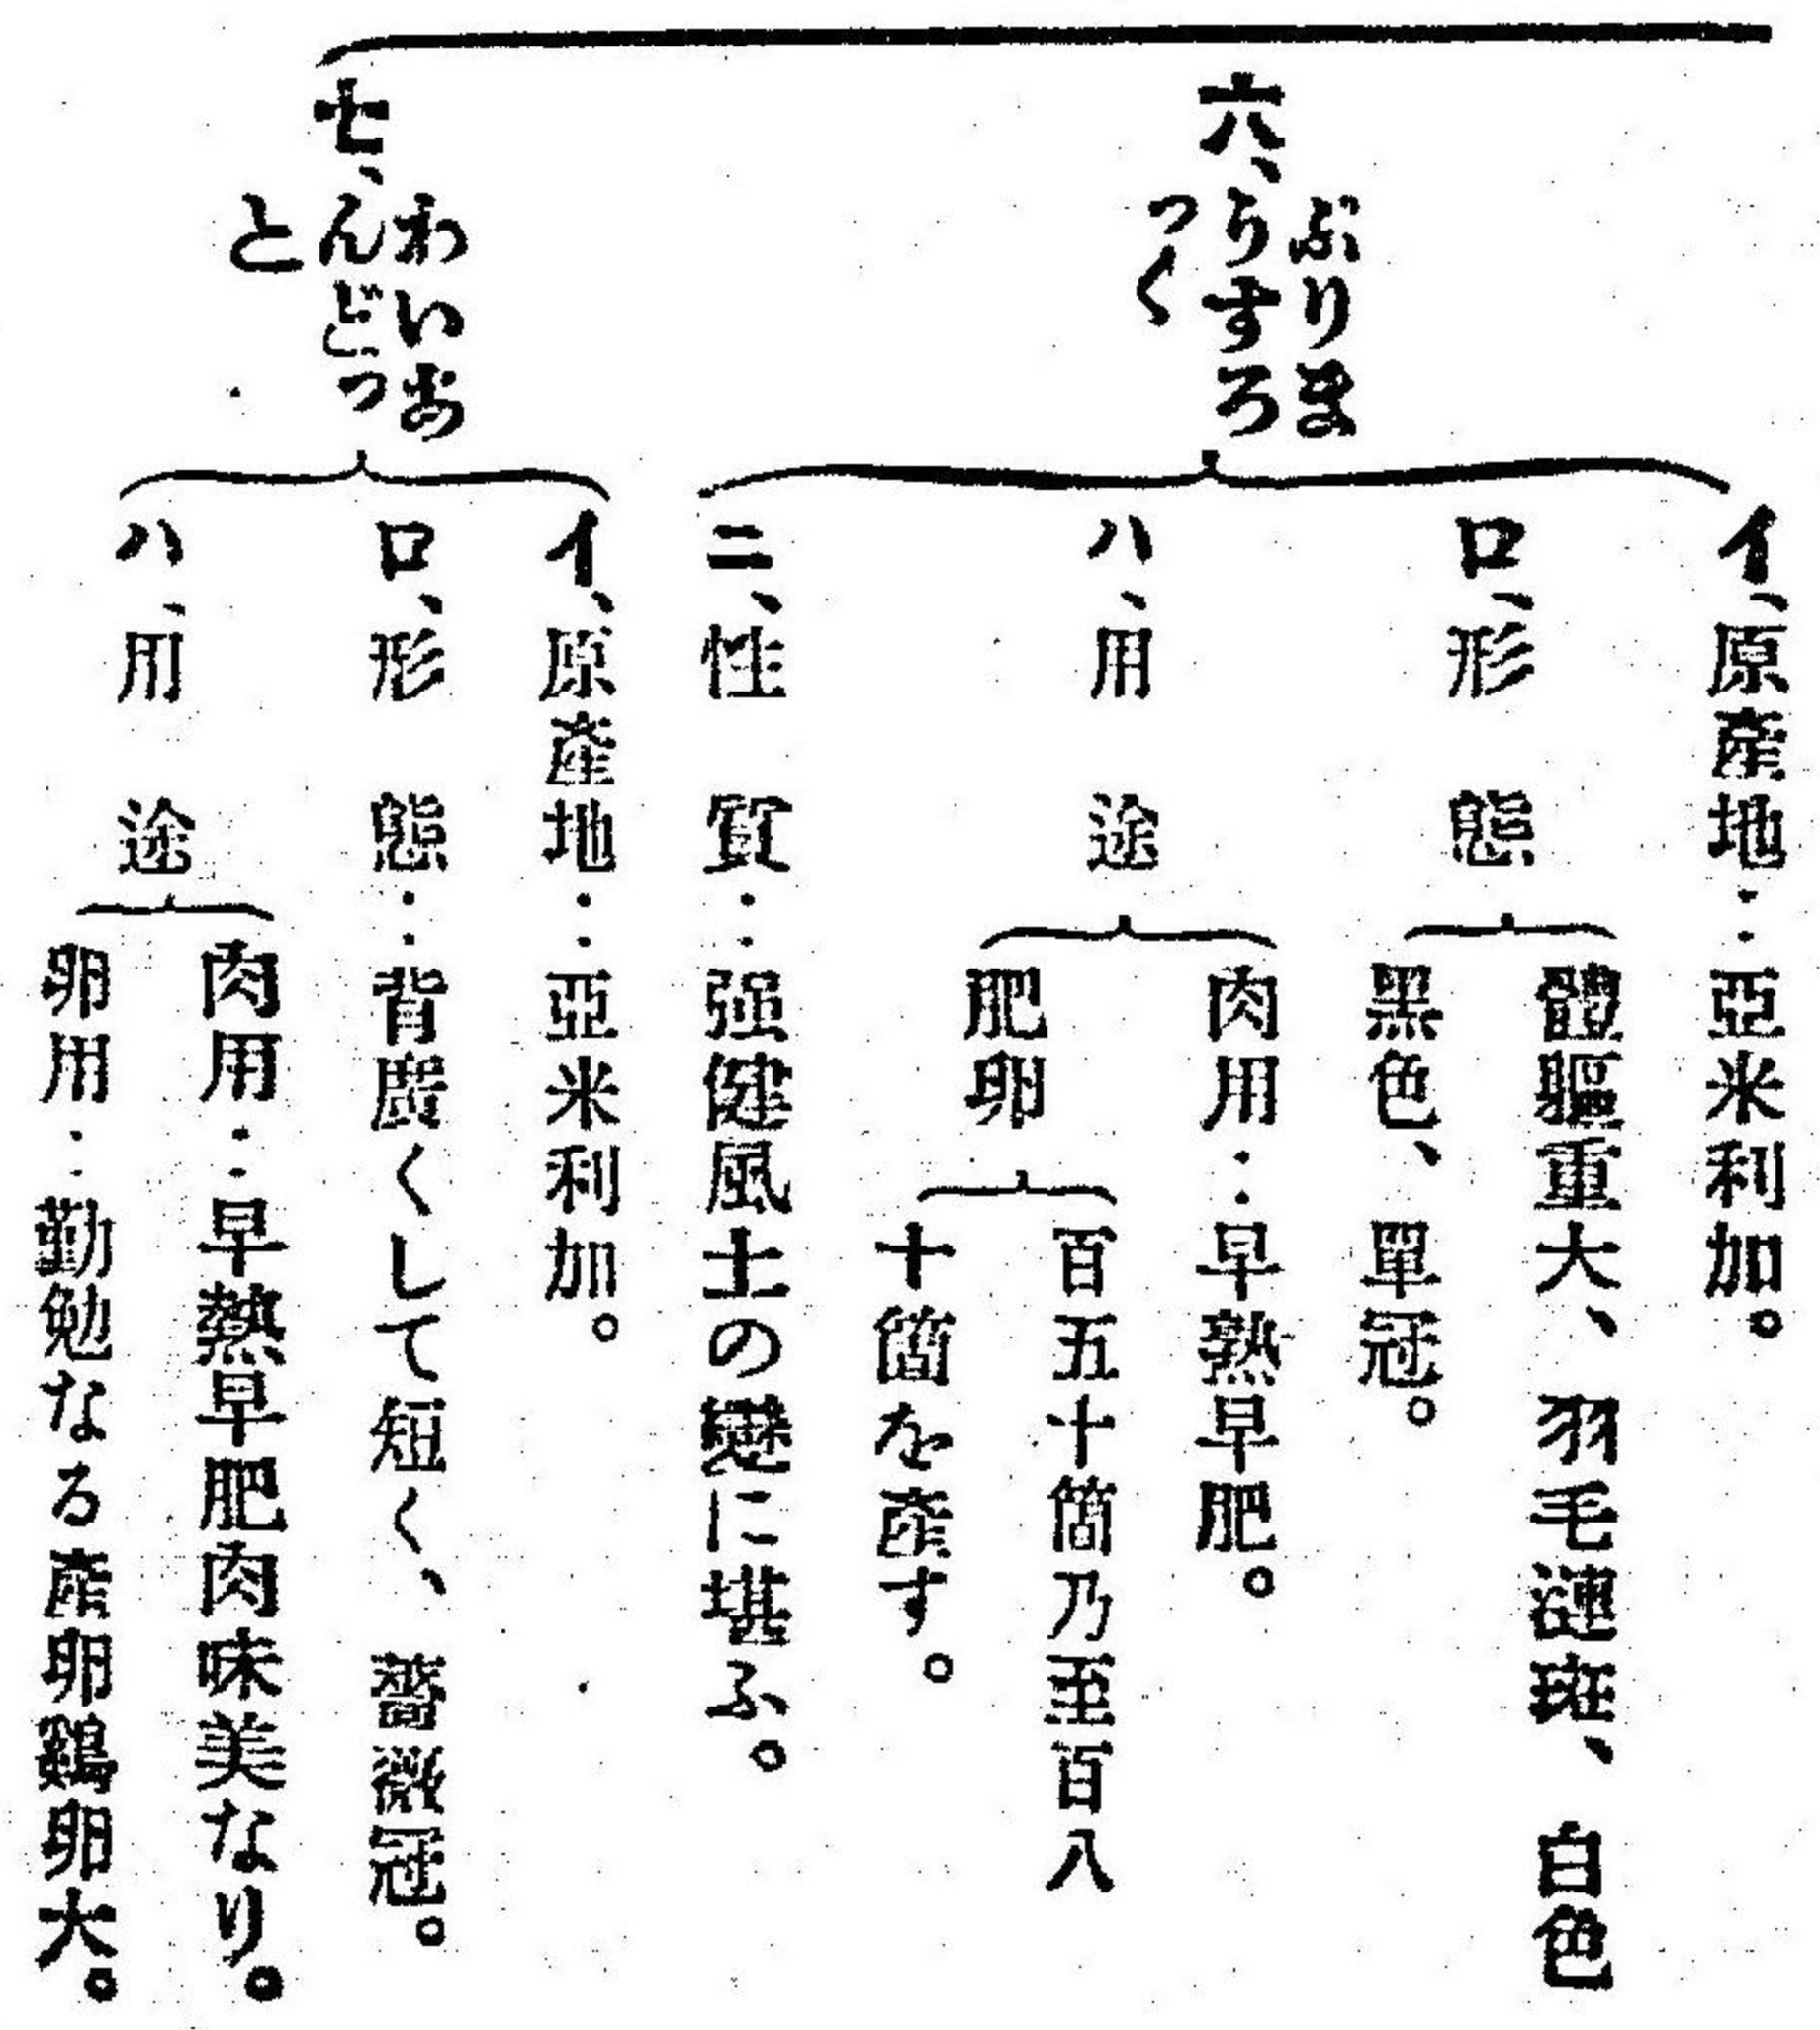 六、ぶりま
うすろ
っく
イ、原產地‥亞米利加。
ロ、形態
體軀重大、羽毛漣斑、白色
黑色、單冠。
ハ、用途
肉用‥早熟早肥。
肥卵
百五十箇乃至百八
十箇を產す。
ニ、性質‥强健風土の變に堪ふ。
七、わいあ
んどっ
と
イ、原產地‥亞米利加。
ロ、形態‥背廣くして短く、薔薇冠。
ハ、用途
肉用‥早熟早肥肉味美なり。
卵用‥勤勉なる產卵鷄卵大。